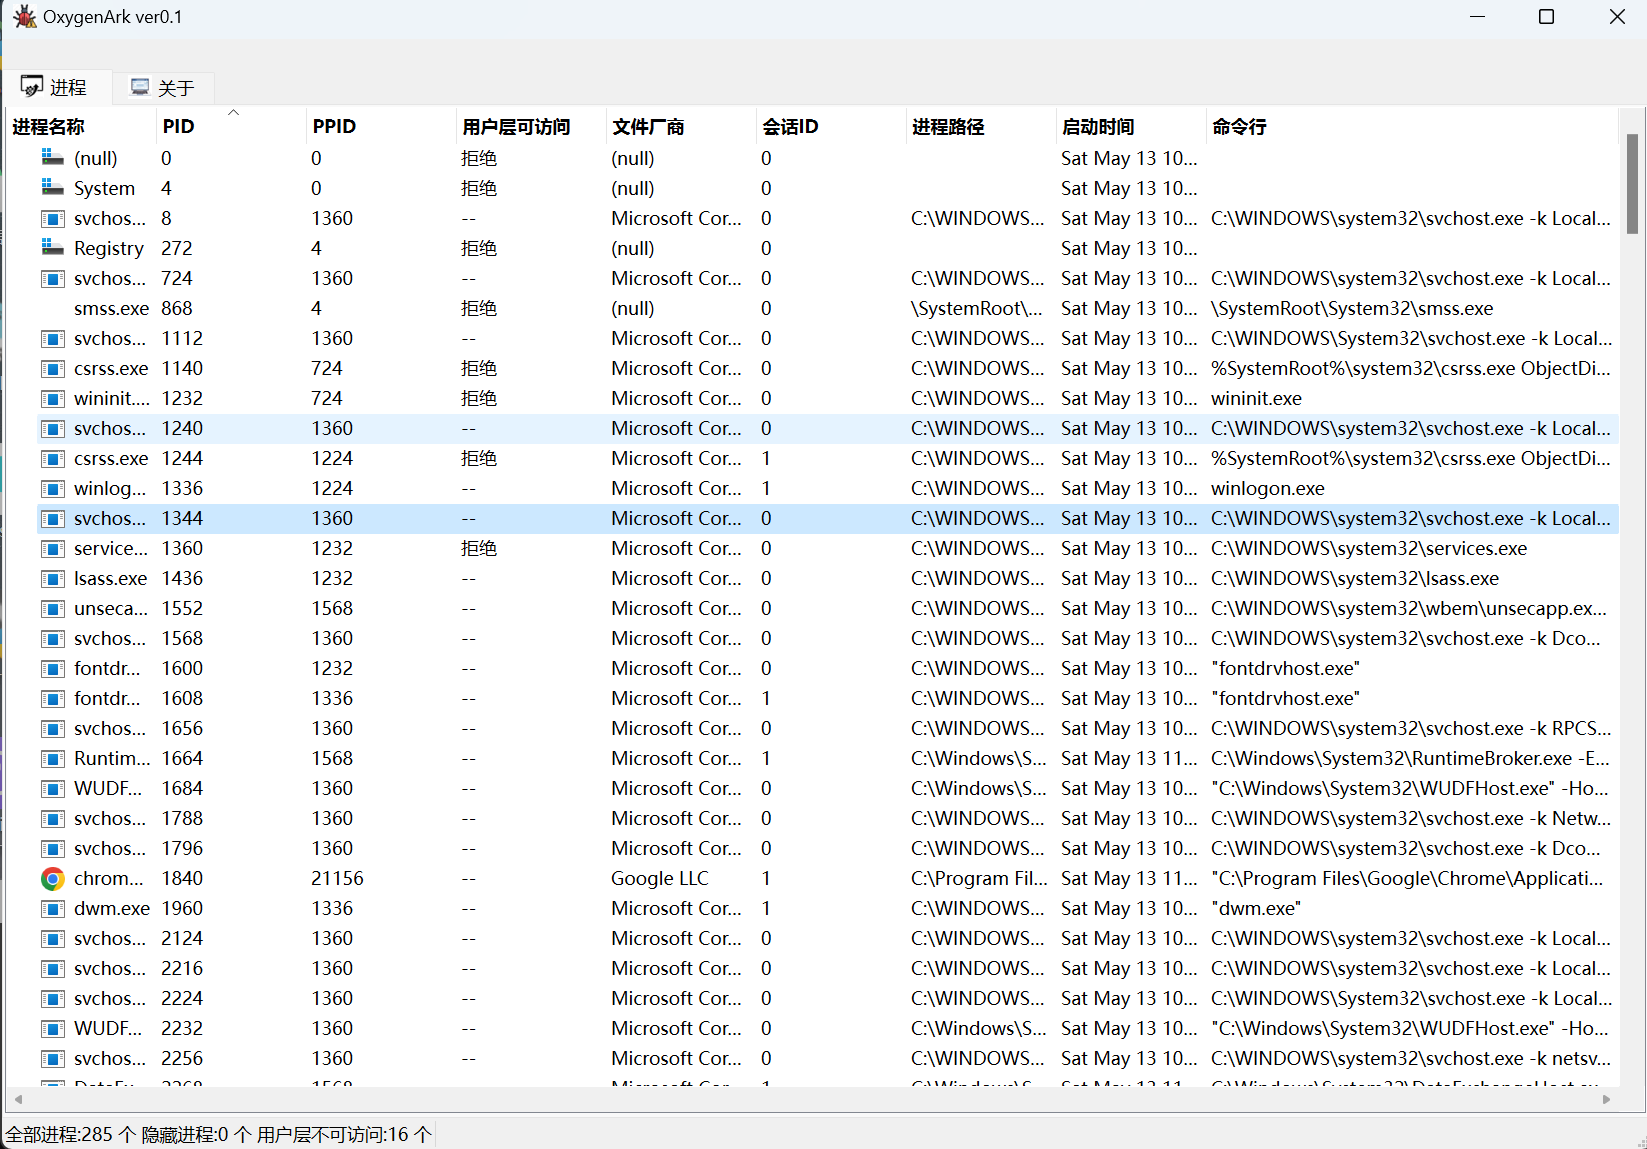 OxygenArk ver0.1
进程 关于
进程名称 PID PPID 用户层可访问 文件厂商 会话ID 进程路径 启动时间 命令行
(null) 0 0 拒绝 (null) 0 Sat May 13 10...
System 4 0 拒绝 (null) 0 Sat May 13 10...
svchos... 8 1360 -- Microsoft Cor... 0 C:\WINDOWS... Sat May 13 10... C:\WINDOWS\system32\svchost.exe -k Local...
Registry 272 4 拒绝 (null) 0 Sat May 13 10...
svchos... 724 1360 -- Microsoft Cor... 0 C:\WINDOWS... Sat May 13 10... C:\WINDOWS\system32\svchost.exe -k Local...
smss.exe 868 4 拒绝 (null) 0 \SystemRoot\... Sat May 13 10... \SystemRoot\System32\smss.exe
svchos... 1112 1360 -- Microsoft Cor... 0 C:\WINDOWS... Sat May 13 10... C:\WINDOWS\System32\svchost.exe -k Local...
csrss.exe 1140 724 拒绝 Microsoft Cor... 0 C:\WINDOWS... Sat May 13 10... %SystemRoot%\system32\csrss.exe ObjectDi...
wininit.... 1232 724 拒绝 Microsoft Cor... 0 C:\WINDOWS... Sat May 13 10... wininit.exe
svchos... 1240 1360 -- Microsoft Cor... 0 C:\WINDOWS... Sat May 13 10... C:\WINDOWS\system32\svchost.exe -k Local...
csrss.exe 1244 1224 拒绝 Microsoft Cor... 1 C:\WINDOWS... Sat May 13 10... %SystemRoot%\system32\csrss.exe ObjectDi...
winlog... 1336 1224 -- Microsoft Cor... 1 C:\WINDOWS... Sat May 13 10... winlogon.exe
svchos... 1344 1360 -- Microsoft Cor... 0 C:\WINDOWS... Sat May 13 10... C:\WINDOWS\system32\svchost.exe -k Local...
service... 1360 1232 拒绝 Microsoft Cor... 0 C:\WINDOWS... Sat May 13 10... C:\WINDOWS\system32\services.exe
lsass.exe 1436 1232 -- Microsoft Cor... 0 C:\WINDOWS... Sat May 13 10... C:\WINDOWS\system32\lsass.exe
unseca... 1552 1568 -- Microsoft Cor... 0 C:\WINDOWS... Sat May 13 10... C:\WINDOWS\system32\wbem\unsecapp.ex...
svchos... 1568 1360 -- Microsoft Cor... 0 C:\WINDOWS... Sat May 13 10... C:\WINDOWS\system32\svchost.exe -k Dco...
fontdr... 1600 1232 -- Microsoft Cor... 0 C:\WINDOWS... Sat May 13 10... "fontdrvhost.exe"
fontdr... 1608 1336 -- Microsoft Cor... 1 C:\WINDOWS... Sat May 13 10... "fontdrvhost.exe"
svchos... 1656 1360 -- Microsoft Cor... 0 C:\WINDOWS... Sat May 13 10... C:\WINDOWS\system32\svchost.exe -k RPCS...
Runtim... 1664 1568 -- Microsoft Cor... 1 C:\Windows\S... Sat May 13 11... C:\Windows\System32\RuntimeBroker.exe -E...
WUDF... 1684 1360 -- Microsoft Cor... 0 C:\Windows\S... Sat May 13 10... "C:\Windows\System32\WUDFHost.exe" -Ho...
svchos... 1788 1360 -- Microsoft Cor... 0 C:\WINDOWS... Sat May 13 10... C:\WINDOWS\system32\svchost.exe -k Netw...
svchos... 1796 1360 -- Microsoft Cor... 0 C:\WINDOWS... Sat May 13 10... C:\WINDOWS\system32\svchost.exe -k Dco...
chrom... 1840 21156 -- Google LLC 1 C:\Program Fil... Sat May 13 11... "C:\Program Files\Google\Chrome\Applicati...
dwm.exe 1960 1336 -- Microsoft Cor... 1 C:\WINDOWS... Sat May 13 10... "dwm.exe"
svchos... 2124 1360 -- Microsoft Cor... 0 C:\WINDOWS... Sat May 13 10... C:\WINDOWS\system32\svchost.exe -k Local...
svchos... 2216 1360 -- Microsoft Cor... 0 C:\WINDOWS... Sat May 13 10... C:\WINDOWS\system32\svchost.exe -k Local...
svchos... 2224 1360 -- Microsoft Cor... 0 C:\WINDOWS... Sat May 13 10... C:\WINDOWS\System32\svchost.exe -k Local...
WUDF... 2232 1360 -- Microsoft Cor... 0 C:\Windows\S... Sat May 13 10... "C:\Windows\System32\WUDFHost.exe" -Ho...
svchos... 2256 1360 -- Microsoft Cor... 0 C:\WINDOWS... Sat May 13 10... C:\WINDOWS\system32\svchost.exe -k netsv...
全部进程:285 个 隐藏进程:0 个 用户层不可访问:16 个